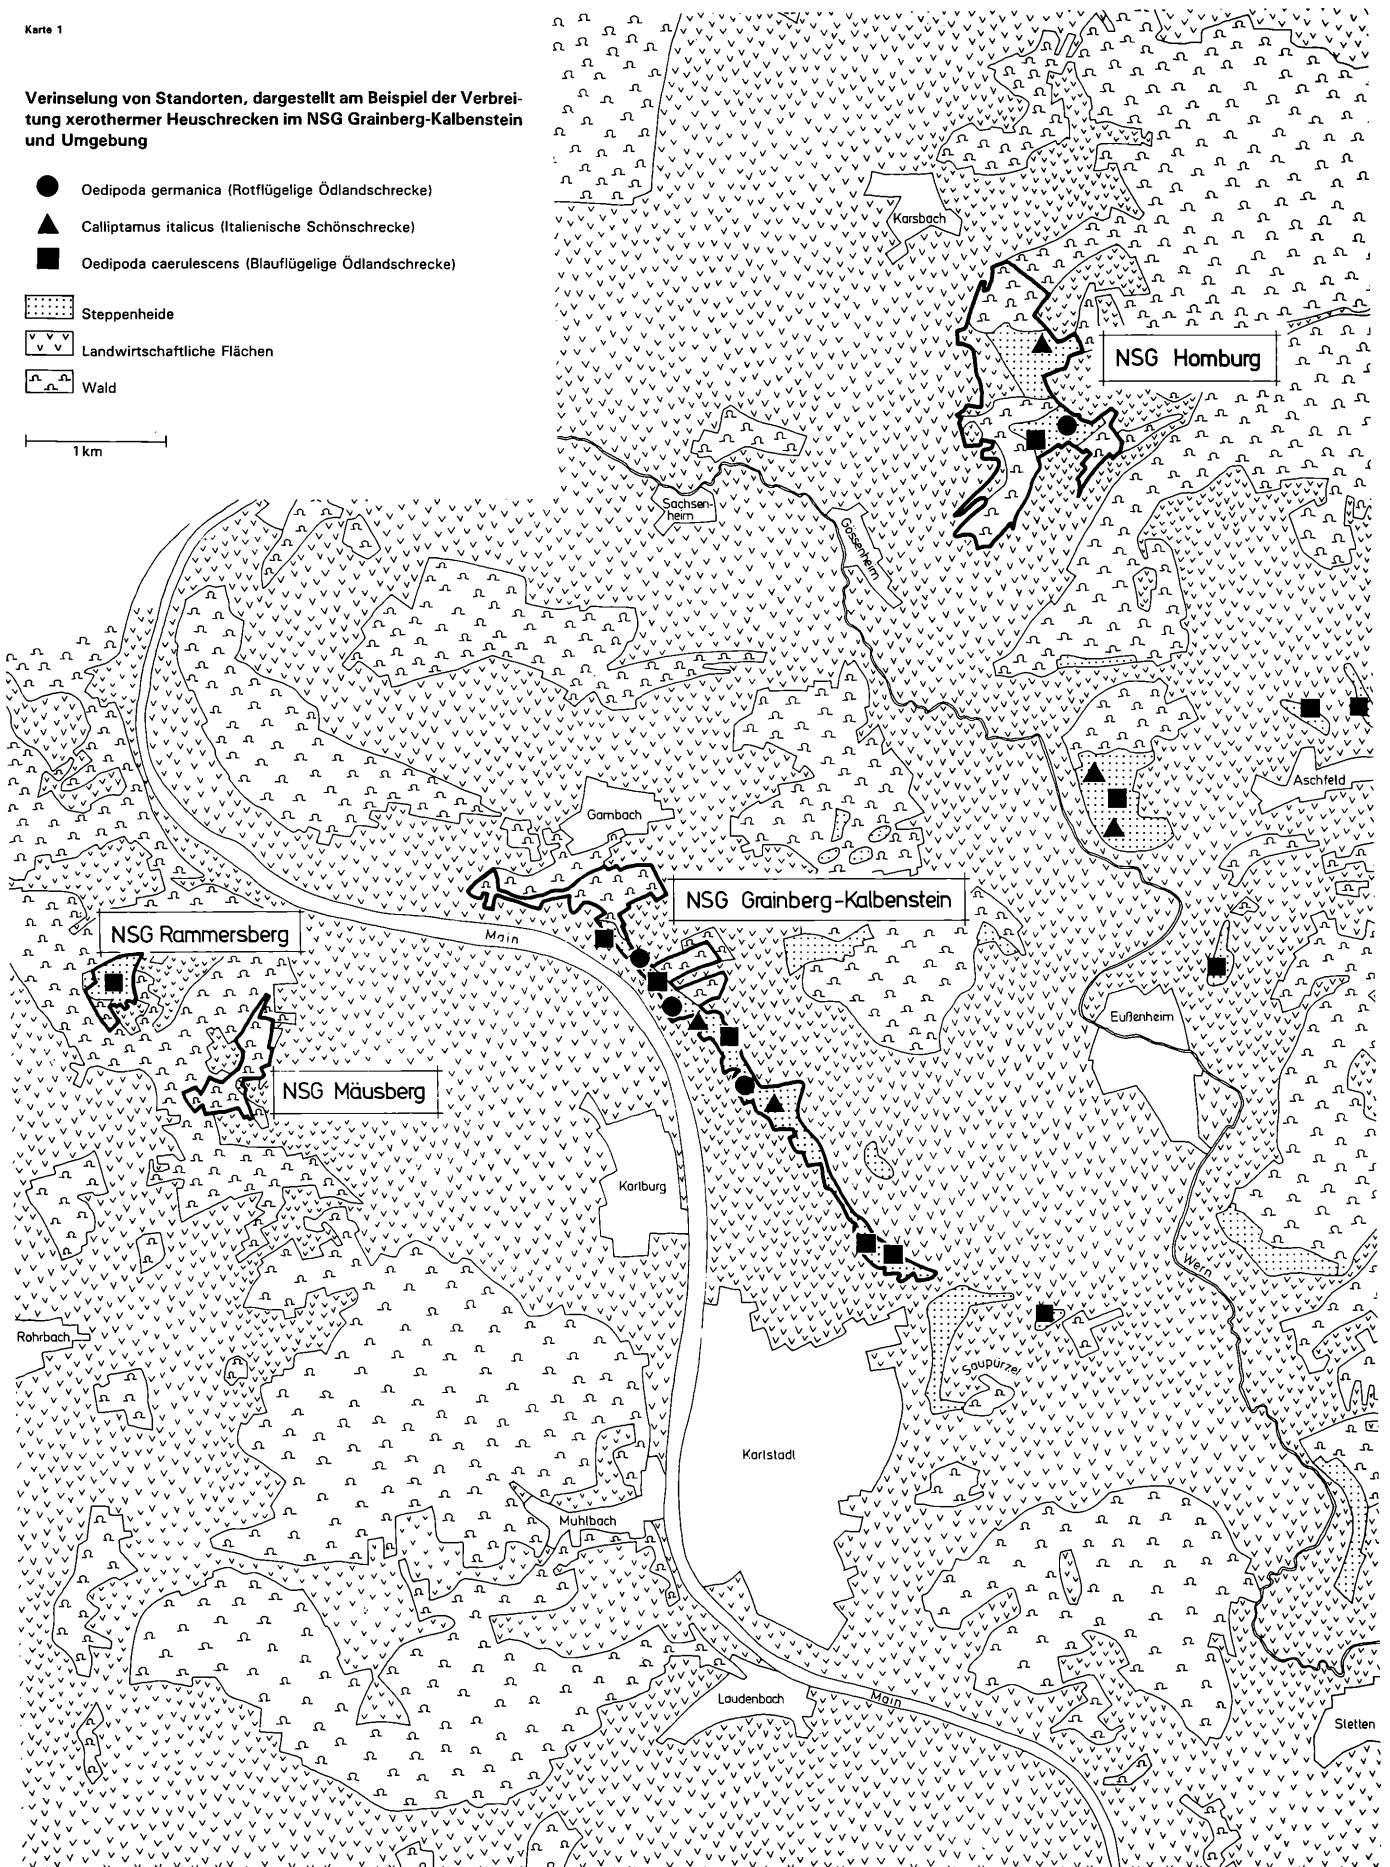 Karte 1
Verinselung von Standorten, dargestellt am Beispiel der Verbrei-
tung xerothermer Heuschrecken im NSG Grainberg-Kalbenstein
und Umgebung
Oedipoda germanica (Rotflügelige Ödlandschrecke)
Calliptamus italicus (Italienische Schönschrecke)
Oedipoda caerulescens (Blauflügelige Ödlandschrecke)
Steppenheide
Landwirtschaftliche Flächen
Wald
1 km
Karsbach
NSG Homburg
Sachsen-
heim
Gössenheim
Aschfeld
Gambach
NSG Grainberg-Kalbenstein
NSG Rammersberg
Main
Eußenheim
NSG Mäusberg
Karlburg
Wern
Rohrbach
Saupürzel
Karlstadt
Muhlbach
Laudenbach
Main
Stetten